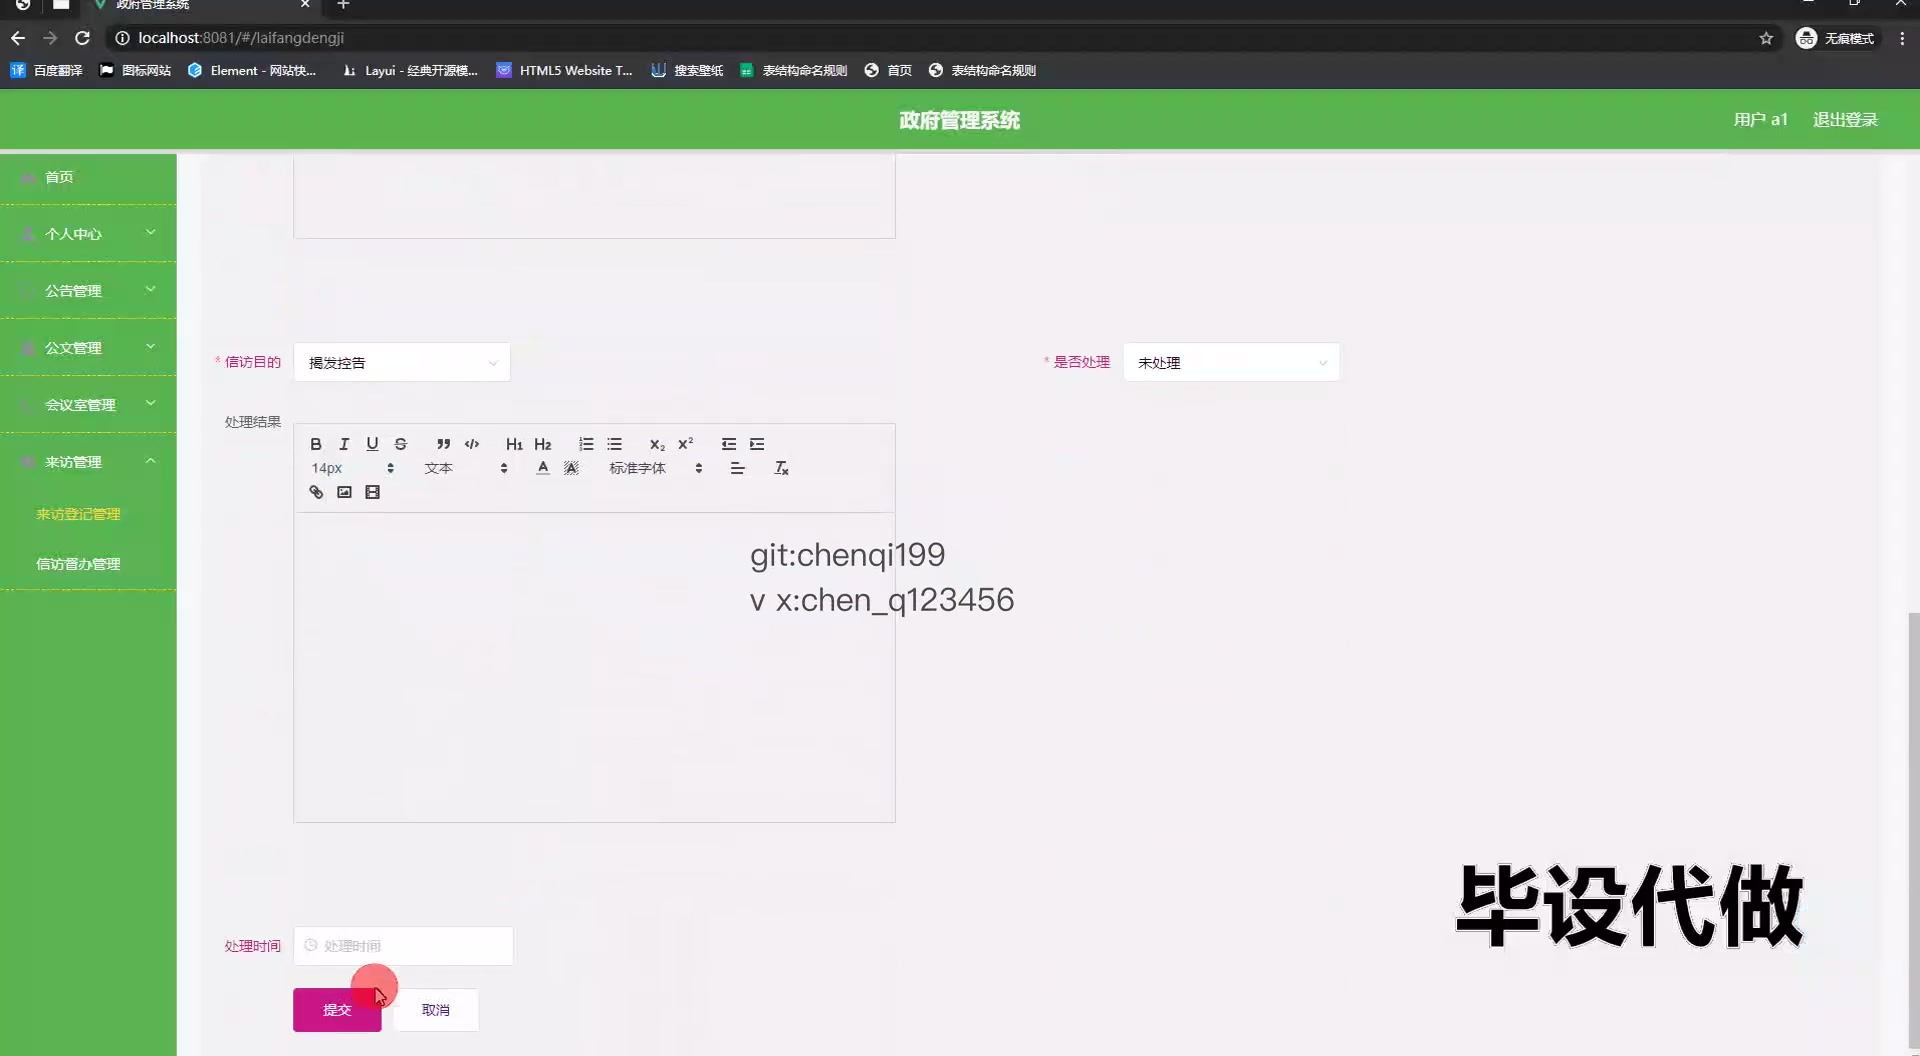 政府管理系统
localhost:8081/#/laifangdengji
无痕模式
百度翻译
图标网站
Element - 网站快...
Layui - 经典开源模...
HTML5 Website T...
搜索壁纸
表结构命名规则
首页
表结构命名规则
政府管理系统
用户 a1
退出登录
首页
个人中心
公告管理
公文管理
会议室管理
来访管理
来访登记管理
信访督办管理
* 信访目的
揭发控告
* 是否处理
未处理
处理结果
B I U S H1 H2 X2 X2
14px 文本 A A 标准字体 Tx
git:chenqi199
v x:chen_q123456
毕设代做
处理时间
处理时间
提交
取消